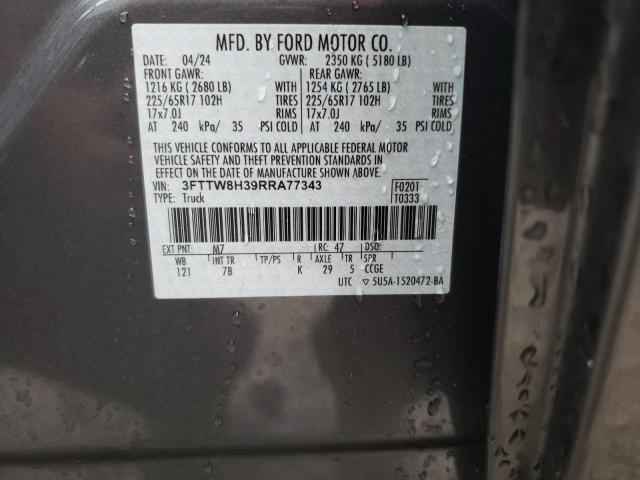 MFD. BY FORD MOTOR CO.
DATE: 04/24 GVWR: 2350 KG ( 5180 LB)
FRONT GAWR: REAR GAWR:
1216 KG ( 2680 LB) WITH 1254 KG ( 2765 LB) WITH
225/65R17 102H TIRES 225/65R17 102H TIRES
17x7.0J RIMS 17x7.0J RIMS
AT 240 kPa/ 35 PSI COLD AT 240 kPa/ 35 PSI COLD
THIS VEHICLE CONFORMS TO ALL APPLICABLE FEDERAL MOTOR
VEHICLE SAFETY AND THEFT PREVENTION STANDARDS IN
EFFECT ON THE DATE OF MANUFACTURE SHOWN ABOVE.
VIN: 3FTTW8H39RRA77343 F0201
TYPE: Truck T0333
EXT PNT: M7 RC: 47 DSO:
WB INT TR TP/PS R AXLE TR SPR
121 7B K 29 5 CCGE
UTC ▽ 5U5A-1520472-BA